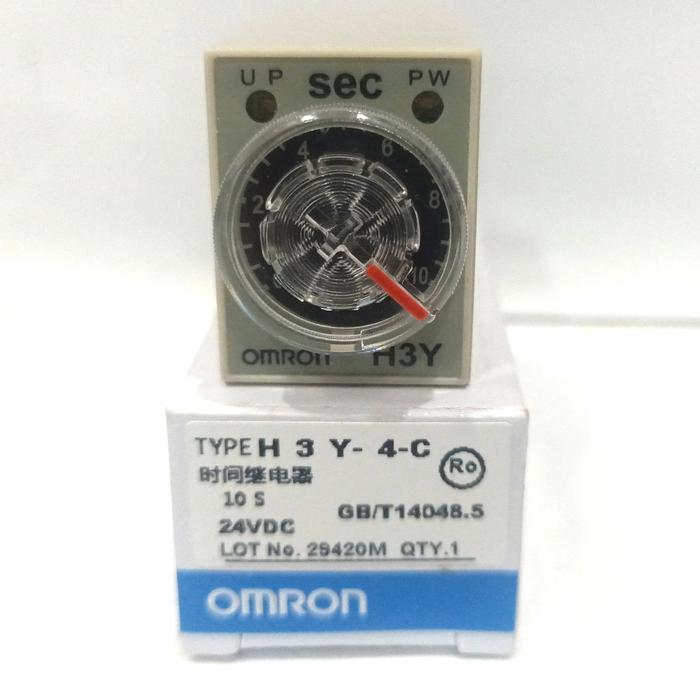 UP sec PW
4 6
2 8
0 10
OMRON H3Y
TYPE H 3 Y- 4-C
Ro
时间继电器
10 S
GB/T14048.5
24VDC
LOT No. 29420M QTY.1
OMRON